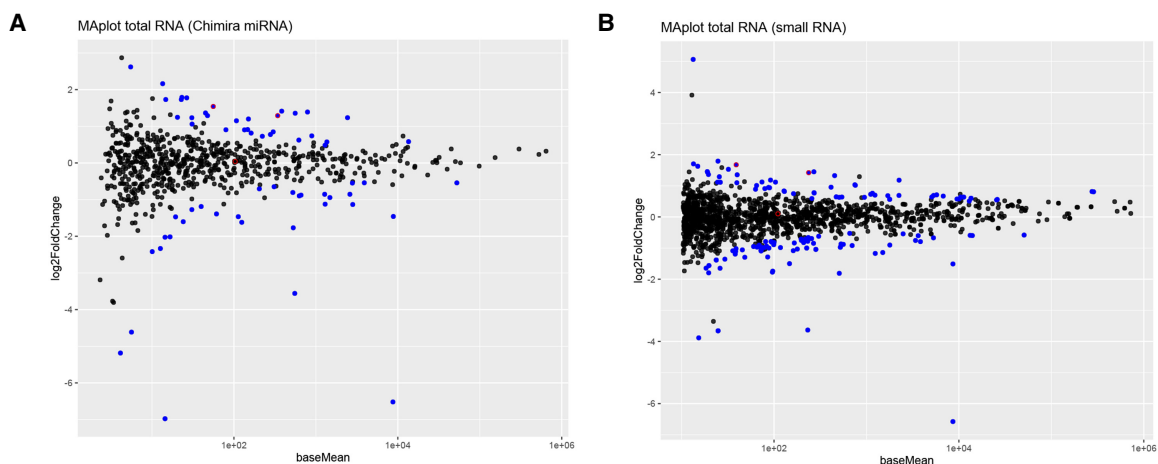 A
MAplot total RNA (Chimira miRNA)
log2FoldChange
2
0
-2
-4
-6
1e+02
1e+04
1e+06
baseMean
B
MAplot total RNA (small RNA)
log2FoldChange
4
2
0
-2
-4
-6
1e+02
1e+04
1e+06
baseMean